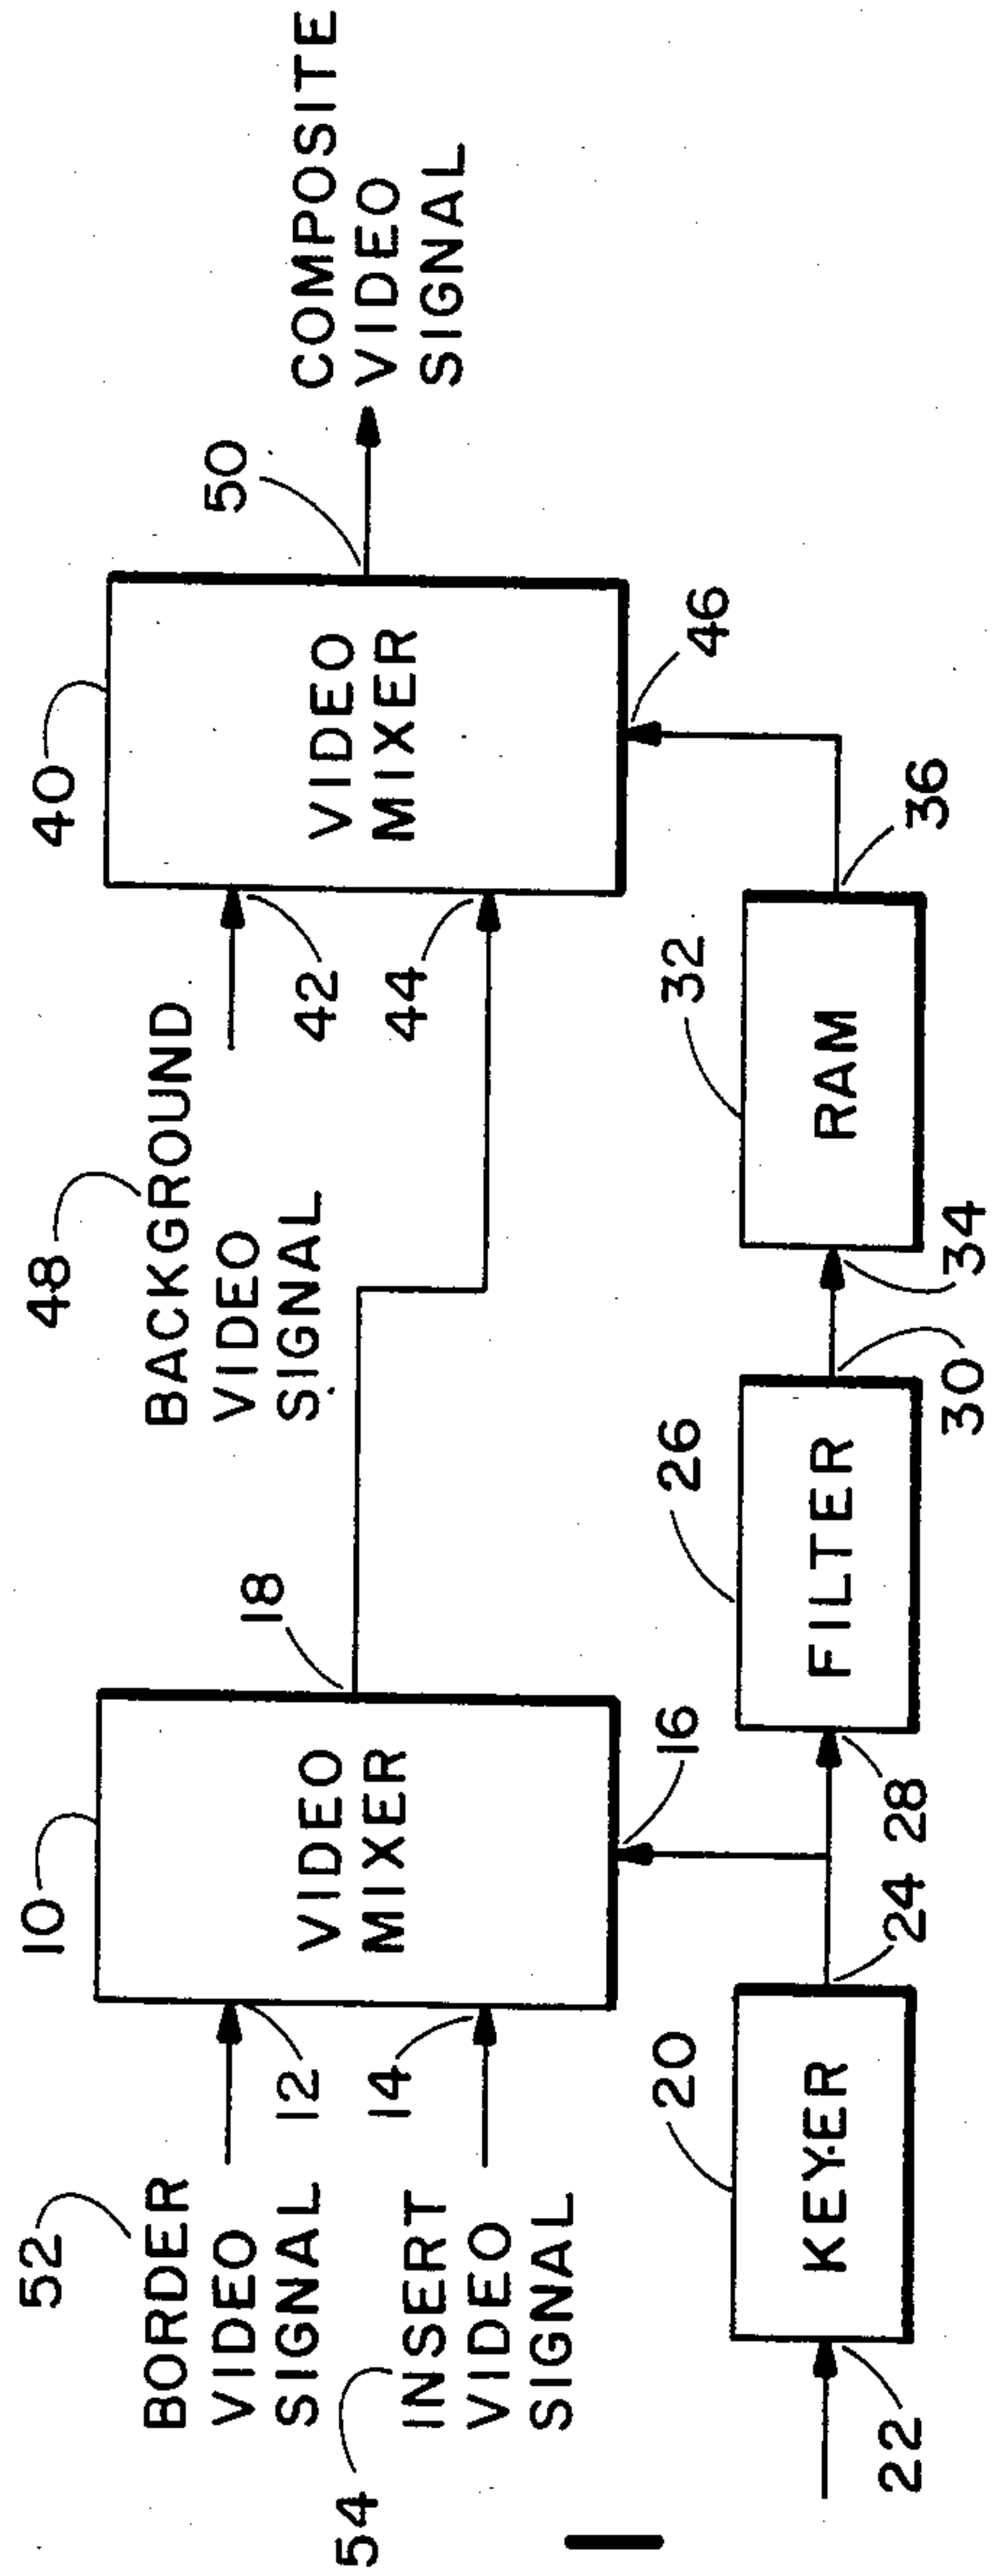 52
BORDER
VIDEO
SIGNAL
12
54
INSERT
VIDEO
SIGNAL
14
10
VIDEO
MIXER
18
16
48
BACKGROUND
VIDEO
SIGNAL
42
44
40
VIDEO
MIXER
46
50
COMPOSITE
VIDEO
SIGNAL
22
20
KEYER
24
28
26
FILTER
30
34
32
RAM
36